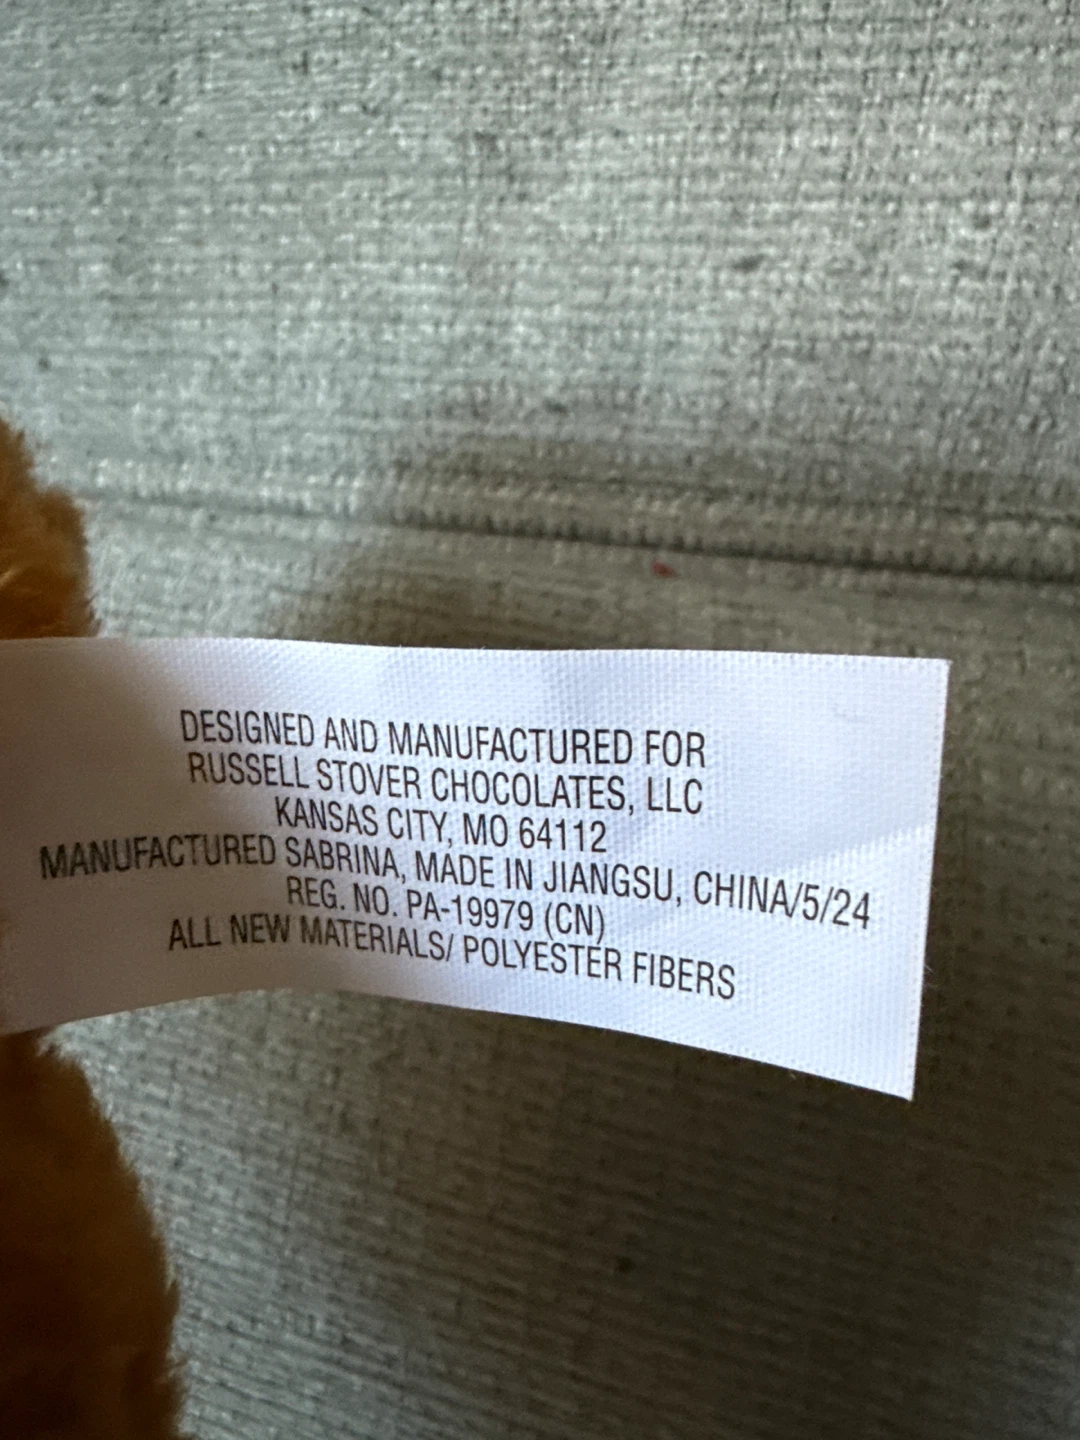 DESIGNED AND MANUFACTURED FOR
RUSSELL STOVER CHOCOLATES, LLC
KANSAS CITY, MO 64112
MANUFACTURED SABRINA, MADE IN JIANGSU, CHINA/5/24
REG. NO. PA-19979 (CN)
ALL NEW MATERIALS/ POLYESTER FIBERS